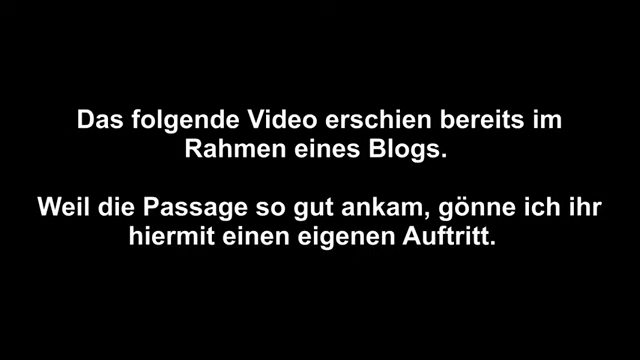 Das folgende Video erschien bereits im
Rahmen eines Blogs.
Weil die Passage so gut ankam, gönne ich ihr
hiermit einen eigenen Auftritt.